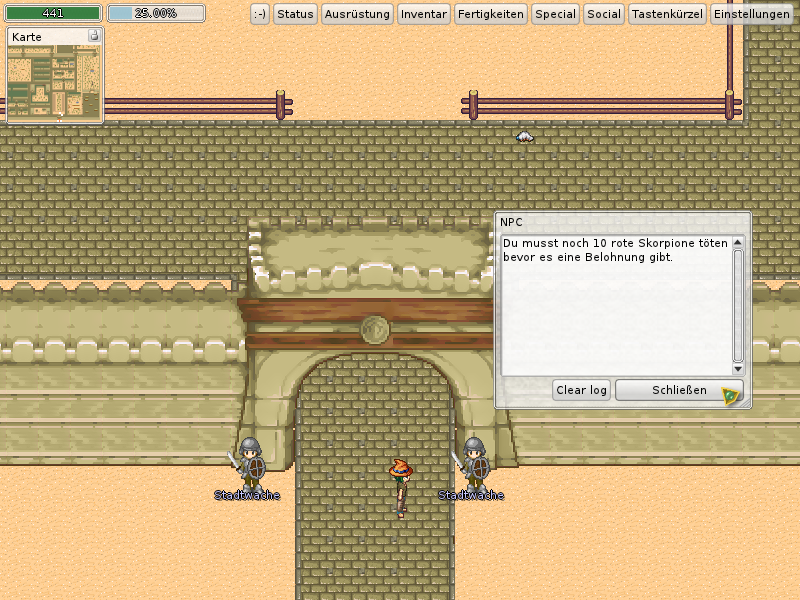 441
25.00%
:-)
Status
Ausrüstung
Inventar
Fertigkeiten
Special
Social
Tastenkürzel
Einstellungen
Karte
NPC
Du musst noch 10 rote Skorpione töten
bevor es eine Belohnung gibt.
Clear log
Schließen
Stadtwache
Stadtwache